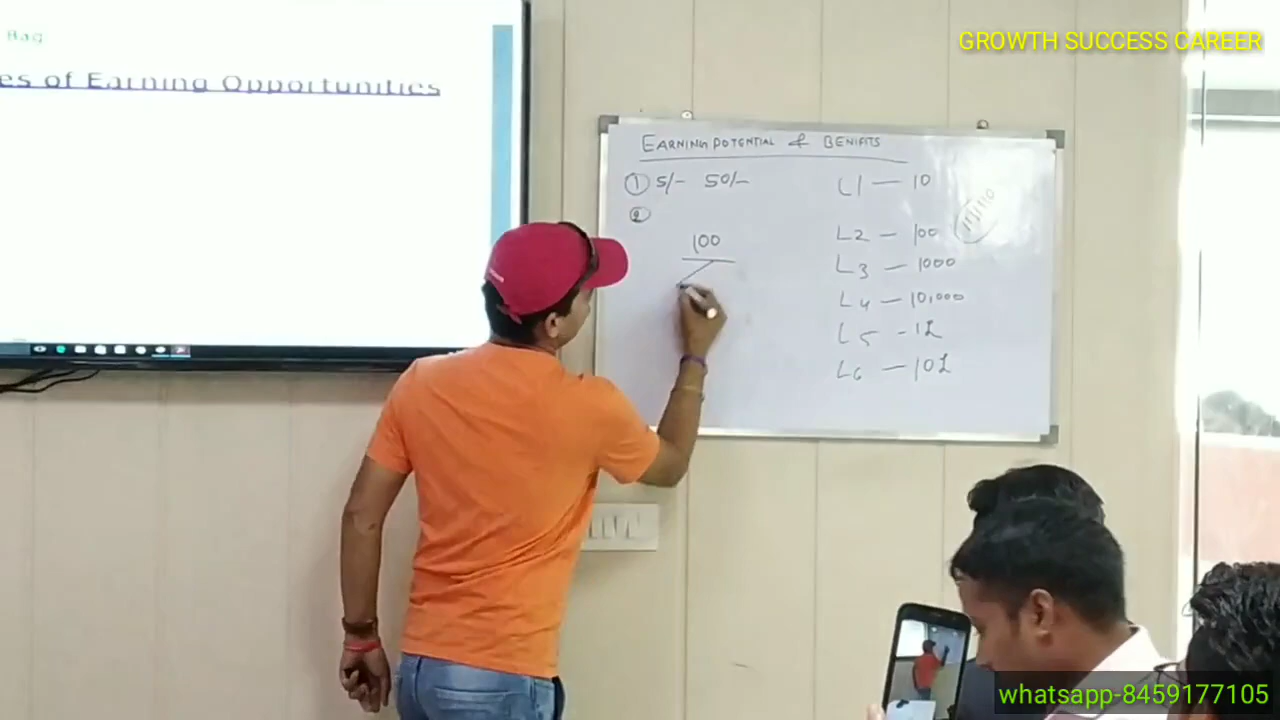 GROWTH SUCCESS CAREER
Bag
es of Earning Opportunities
EARNING POTENTIAL & BENIFITS
① 5/- 50/-
②
100
L1 — 10
L2 — 100
L3 — 1000
L4 — 10,000
L5 - 1L
L6 — 10L
whatsapp-8459177105